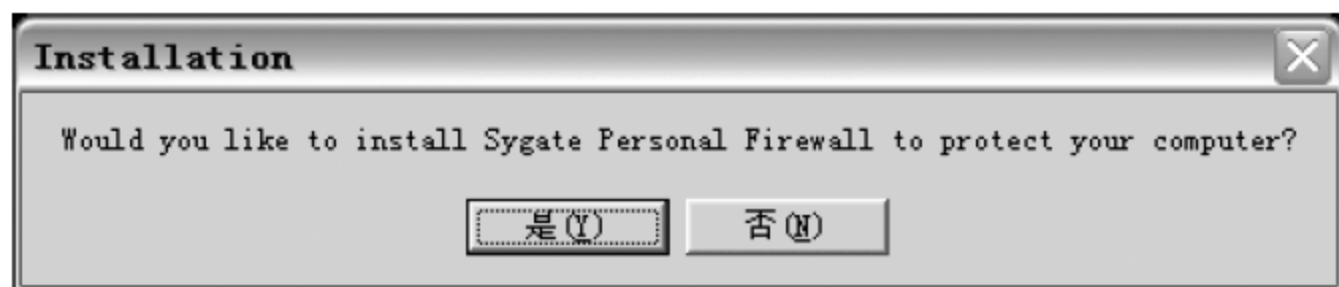 Installation
Would you like to install Sygate Personal Firewall to protect your computer?
是(Y) 否(N)